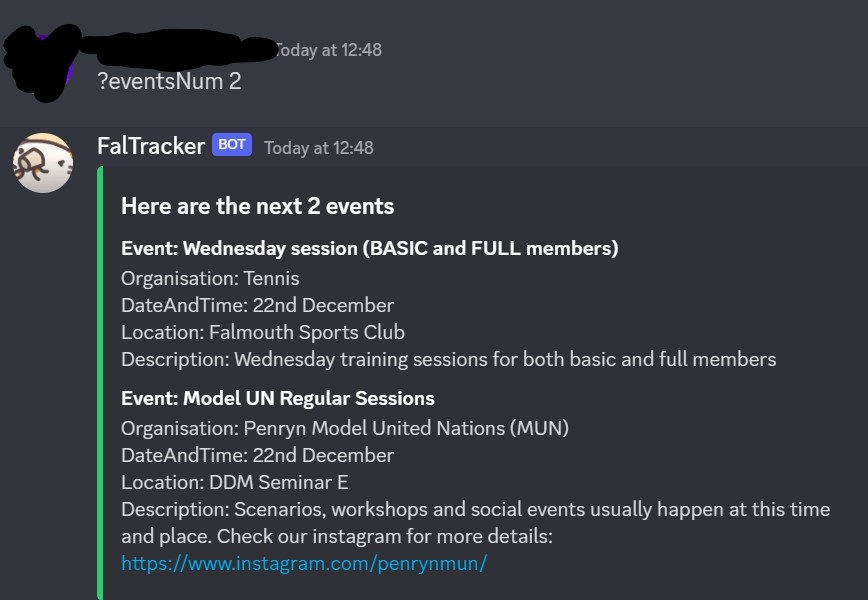 Today at 12:48
?eventsNum 2
FalTracker BOT Today at 12:48
Here are the next 2 events
Event: Wednesday session (BASIC and FULL members)
Organisation: Tennis
DateAndTime: 22nd December
Location: Falmouth Sports Club
Description: Wednesday training sessions for both basic and full members
Event: Model UN Regular Sessions
Organisation: Penryn Model United Nations (MUN)
DateAndTime: 22nd December
Location: DDM Seminar E
Description: Scenarios, workshops and social events usually happen at this time
and place. Check our instagram for more details:
https://www.instagram.com/penrynmun/